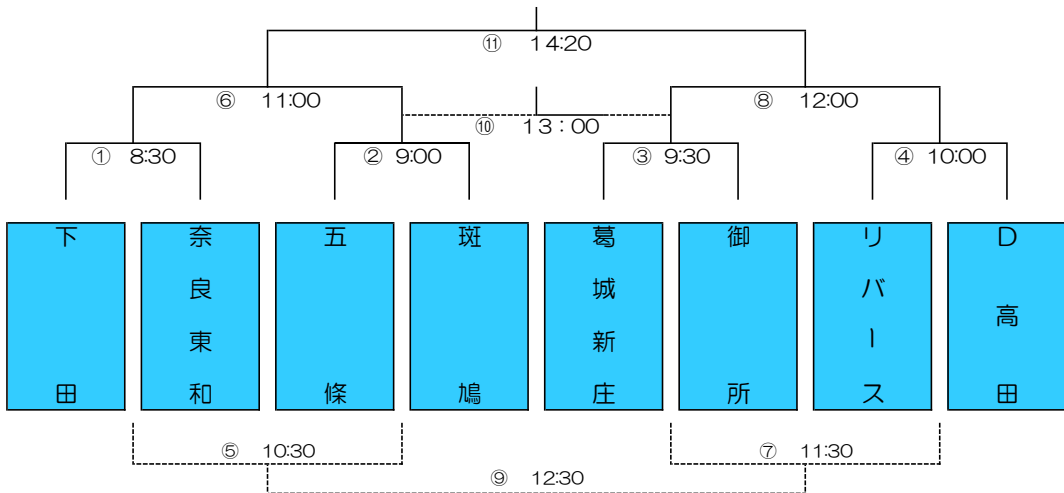 ⑪ 14:20
⑥ 11:00
⑧ 12:00
⑩ 13:00
① 8:30
② 9:00
③ 9:30
④ 10:00
下田
奈良東和
五條
斑鳩
葛城新庄
御所
リバース
D高田
⑤ 10:30
⑦ 11:30
⑨ 12:30